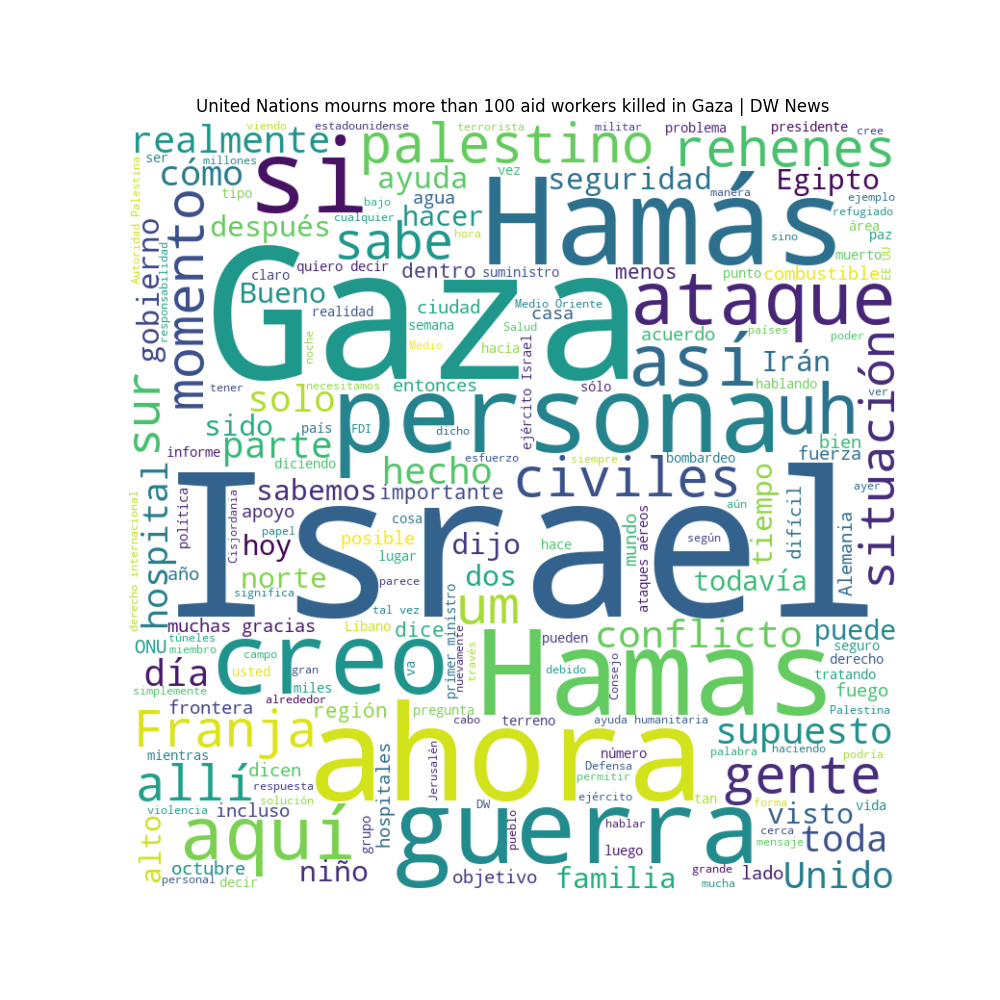 United Nations mourns more than 100 aid workers killed in Gaza | DW News
realmente
viendo
estadounidense
terrorista
militar
problema
presidente
cree
ser
millones
si
palestino
rehenes
cómo
tipo
ayuda
vez
seguridad
manera
Egipto
ejemplo
Autoridad Palestina
bajo
agua
Hamás
refugiado
cualquier
hacer
área
después
hora
sabe
sino
paz
momento
gobierno
responsabilidad
muerto
claro
quiero decir
dentro
suministro
menos
punto
combustible
EE UU
Gaza
Bueno
realidad
ciudad
Medio Oriente
casa
ataque
semana
Salud
acuerdo
países
poder
noche
Medio
hacia
ejército Israel
así
Irán
situación
sur
tener
necesitamos
entonces
sólo
hablando
ver
solo
persona
uh
sido
país
FDI
dicho
bien
parte
informe
diciendo
hecho
esfuerzo
siempre
bombardeo
fuerza
civiles
hospital
sabemos
importante
tiempo
difícil
ayer
política
Cisjordania
apoyo
cosa
aún
derecho internacional
papel
Israel
hoy
posible
dijo
hace
mundo
ataques aéreos
según
Alemania
lugar
año
norte
parece
dos
todavía
significa
um
muchas gracias
tal vez
Líbano
dice
primer ministro
nuevamente
pueden
conflicto
puede
ONU
túneles
miembro
creo
través
Hamas
seguro
derecho
día
campo
usted
gran
va
debido
Consejo
tratando
simplemente
miles
fuego
frontera
alrededor
región
pregunta
cabo
terreno
ayuda humanitaria
Palestina
Franja
ahora
supuesto
mientras
hospitales
Jerusalén
número
palabra
haciendo
podría
allí
dicen
respuesta
Defensa
permitir
gente
solución
DW
ejército
tan
forma
vida
violencia
incluso
guerra
visto
alto
aquí
grupo
pueblo
hablar
cerca
mensaje
toda
luego
octubre
personal
decir
niño
objetivo
familia
grande
mucha
lado
Unido